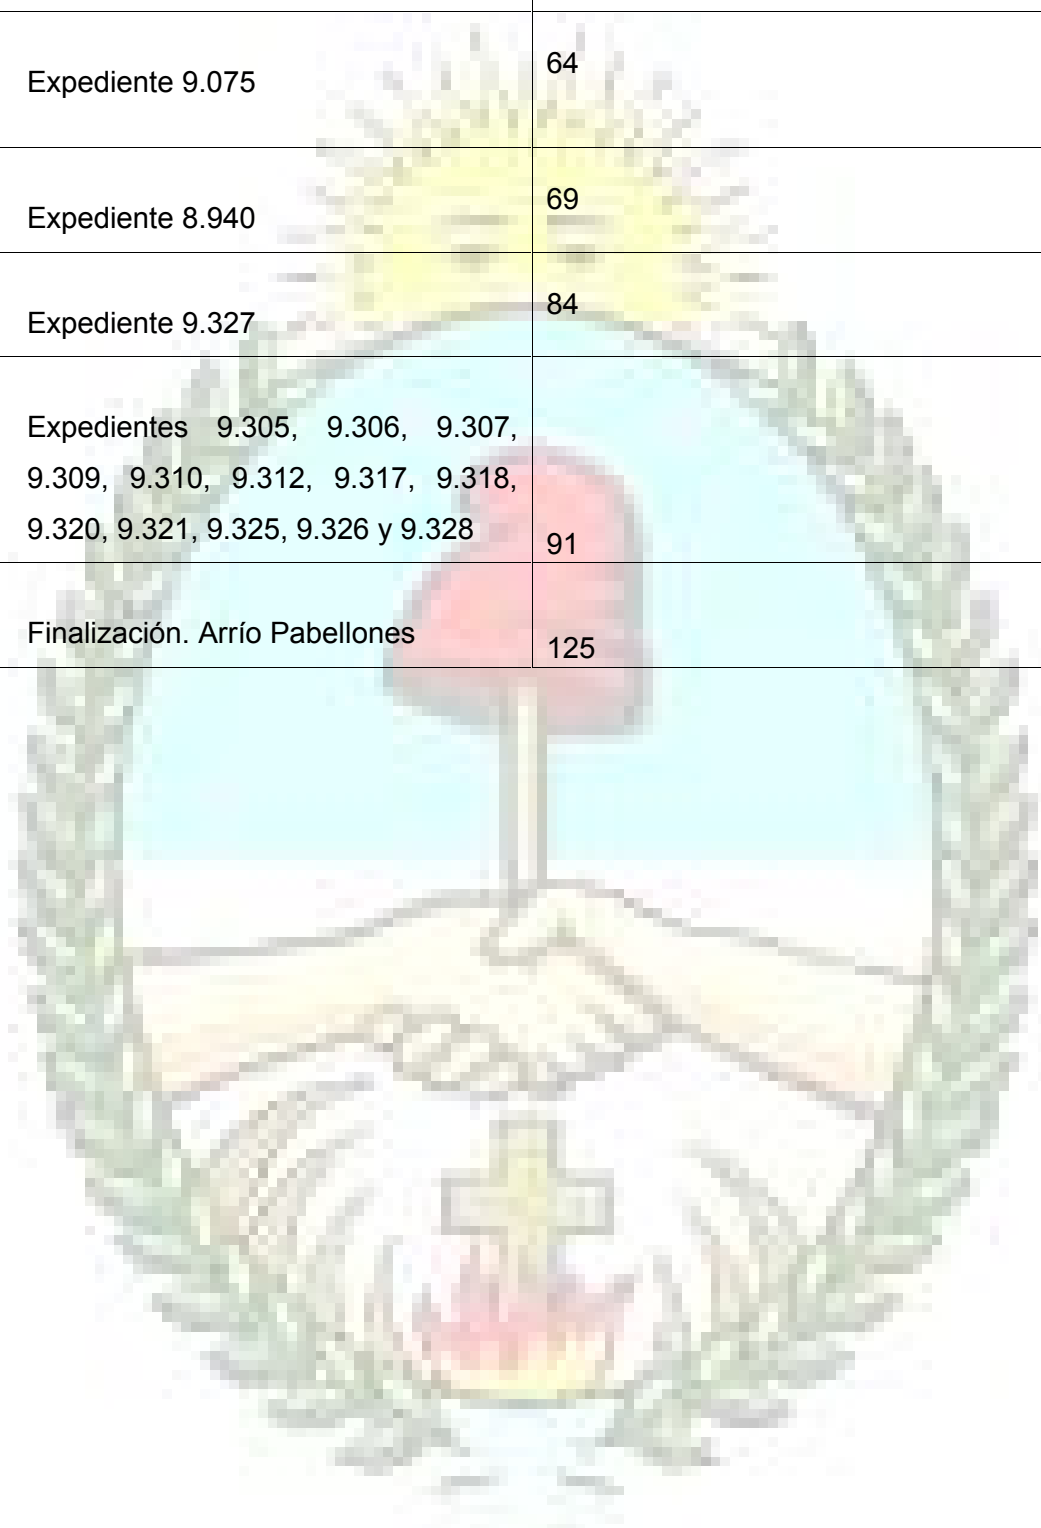 Expediente 9.075
64
Expediente 8.940
69
Expediente 9.327
84
Expedientes 9.305, 9.306, 9.307,
9.309, 9.310, 9.312, 9.317, 9.318,
9.320, 9.321, 9.325, 9.326 y 9.328
91
Finalización. Arrío Pabellones
125